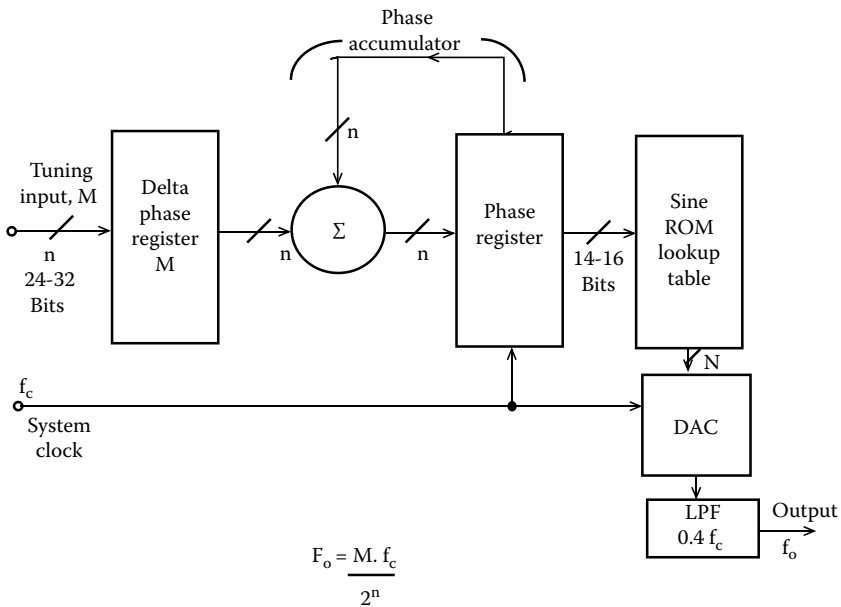 Phase
accumulator
n
Tuning
input, M
n
24-32
Bits
Delta
phase
register
M
n
Σ
n
Phase
register
14-16
Bits
Sine
ROM
lookup
table
N
f_c
System
clock
DAC
LPF
0.4 f_c
Output
f_o
F_o = M. f_c
2^n